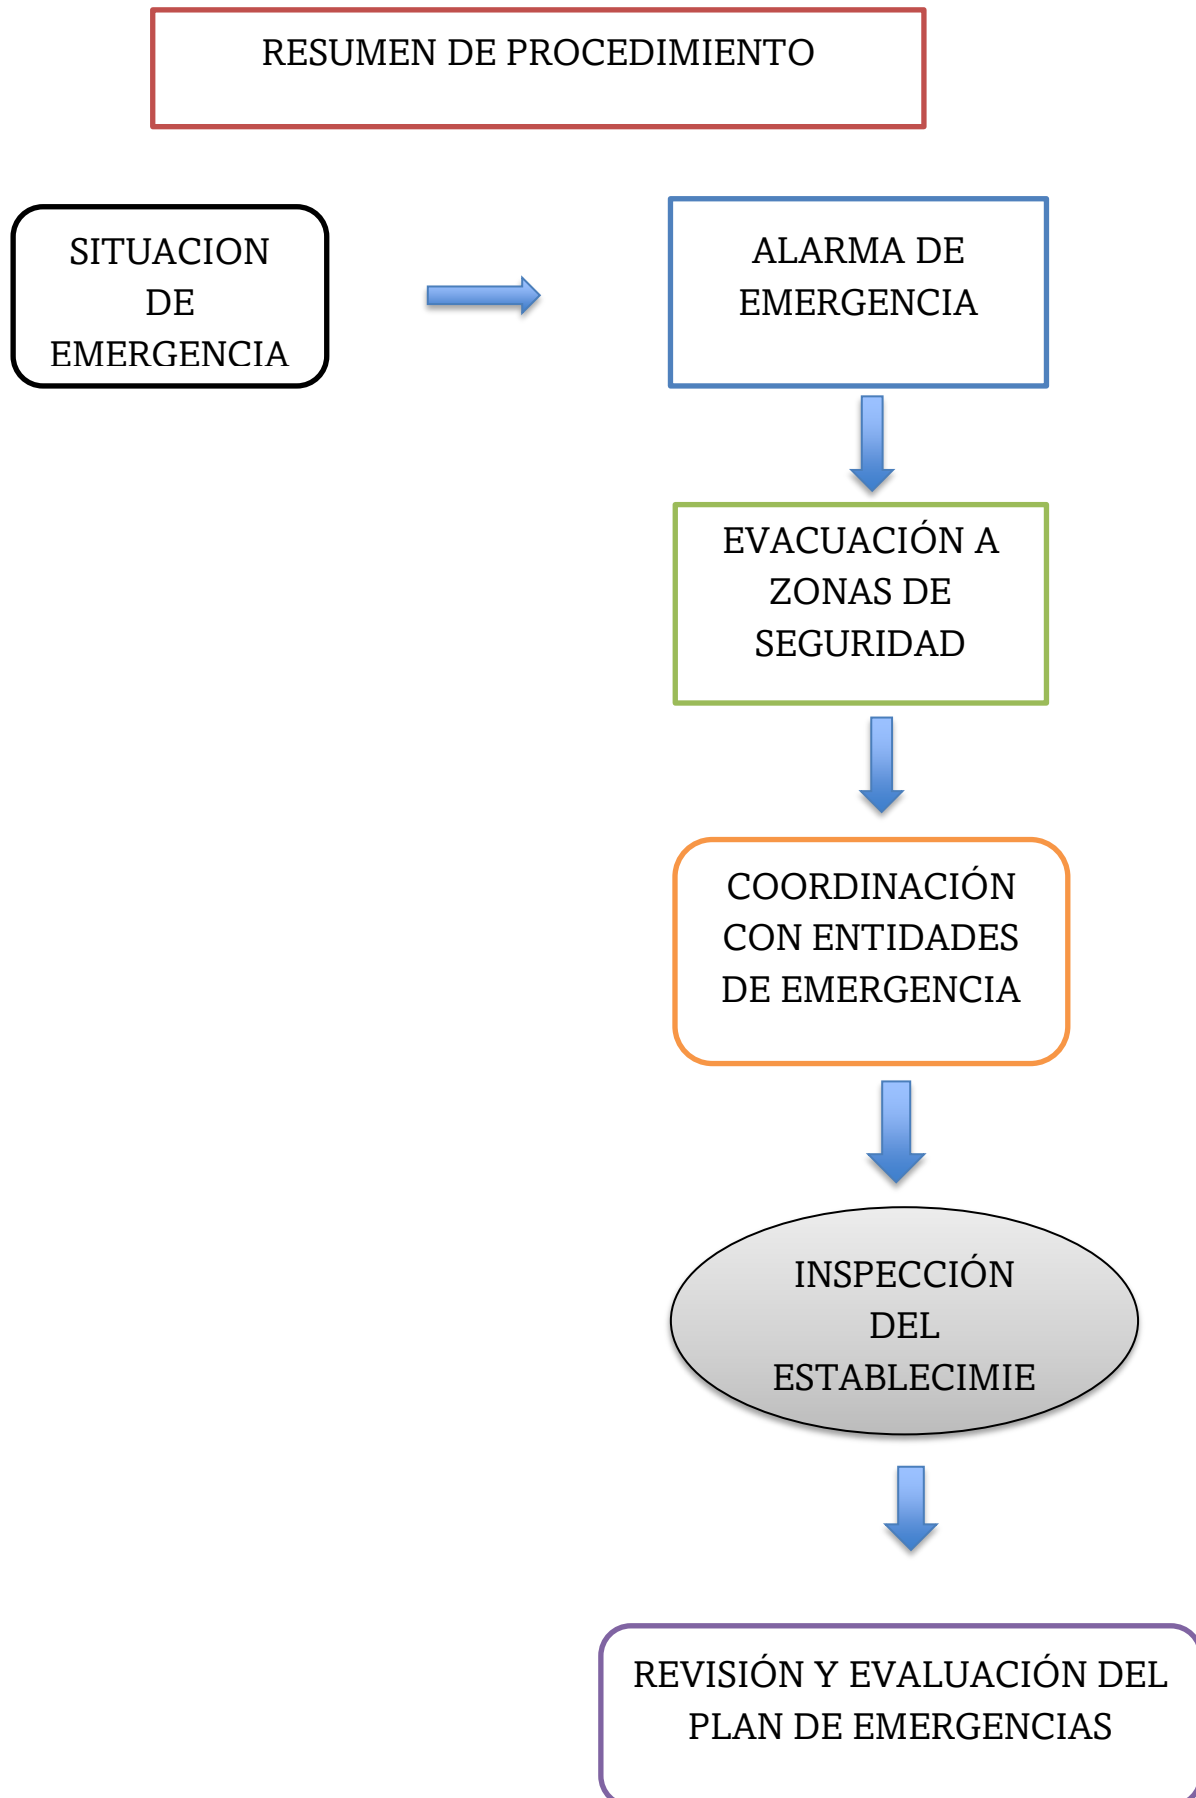 RESUMEN DE PROCEDIMIENTO
SITUACION
DE
EMERGENCIA
ALARMA DE
EMERGENCIA
EVACUACIÓN A
ZONAS DE
SEGURIDAD
COORDINACIÓN
CON ENTIDADES
DE EMERGENCIA
INSPECCIÓN
DEL
ESTABLECIMIE
REVISIÓN Y EVALUACIÓN DEL
PLAN DE EMERGENCIAS